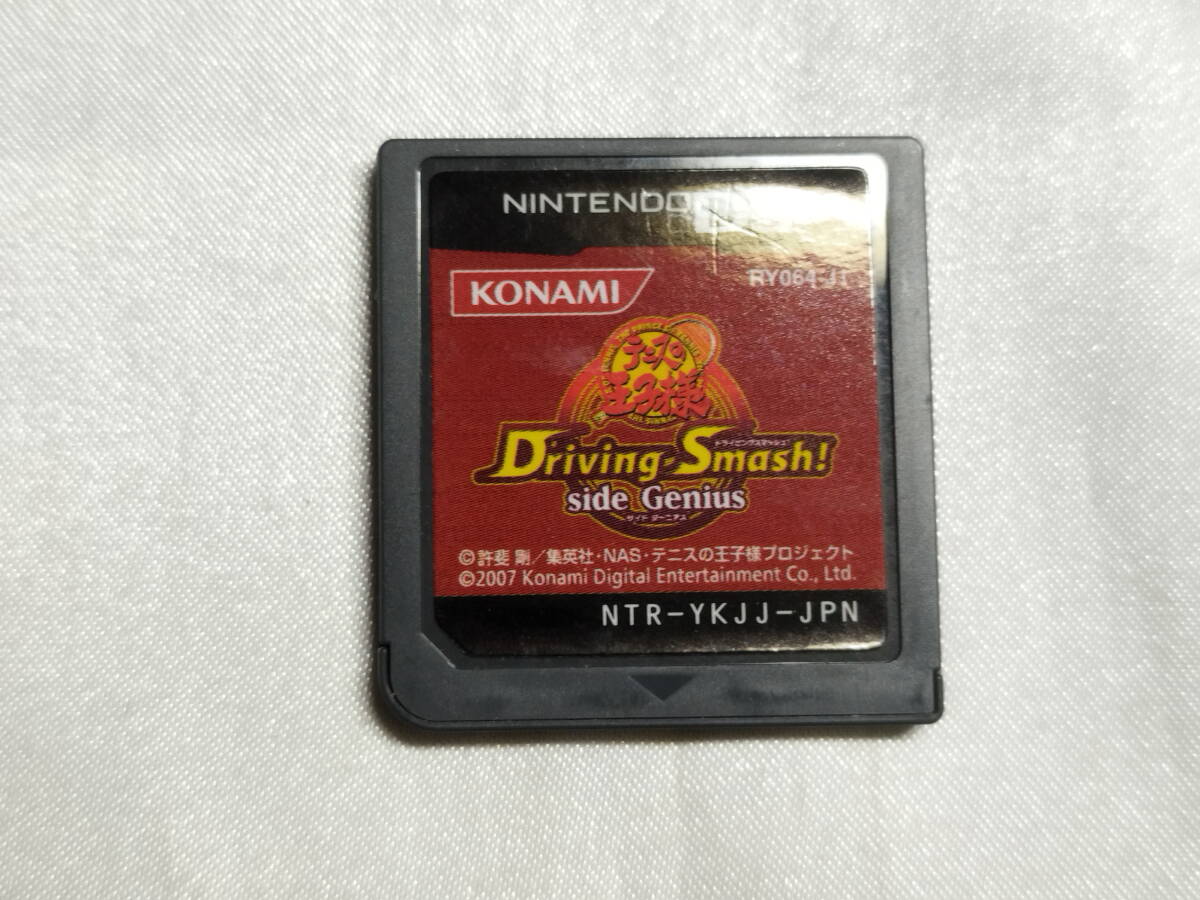 NINTENDO
KONAMI
RY064-J1
テニスの
王子様
ドライビングスマッシュ
Driving Smash!
side Genius
サイド ジーニアス
©許斐 剛／集英社・NAS・テニスの王子様プロジェクト
©2007 Konami Digital Entertainment Co., Ltd.
NTR-YKJJ-JPN